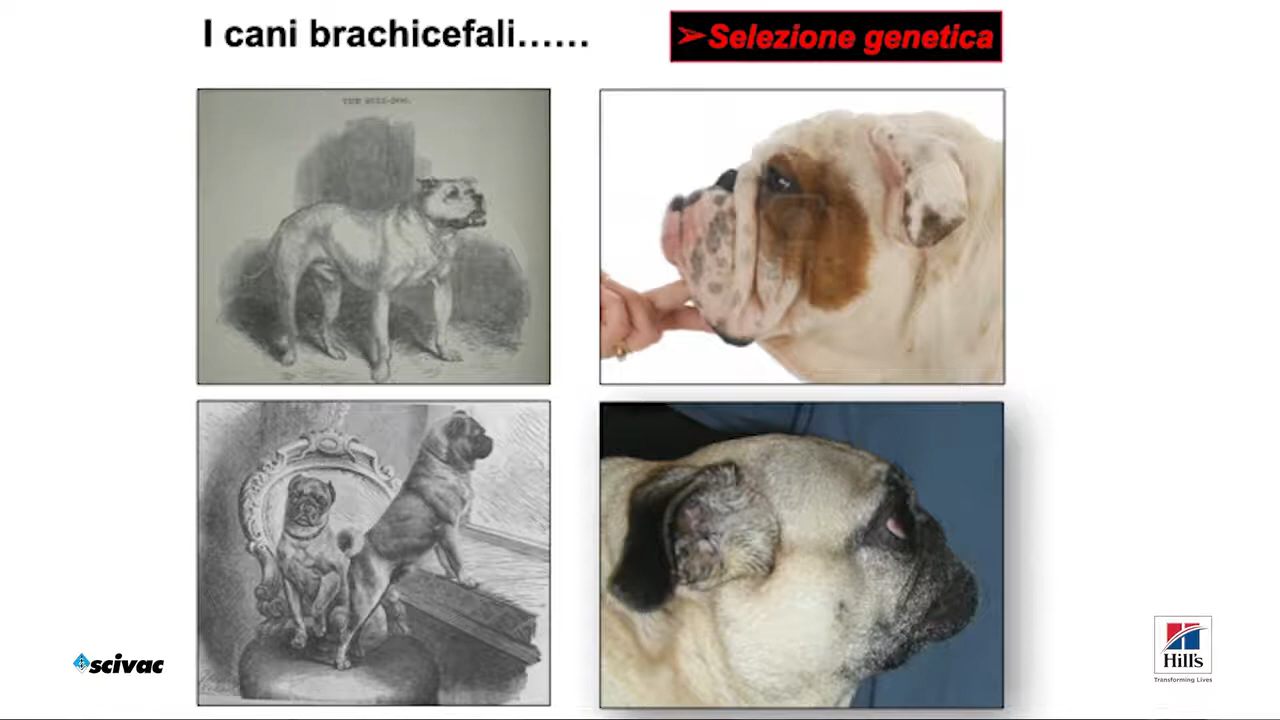 I cani brachicefali……
➢Selezione genetica
THE BULL-DOG.
scivac
Hill's
Transforming Lives